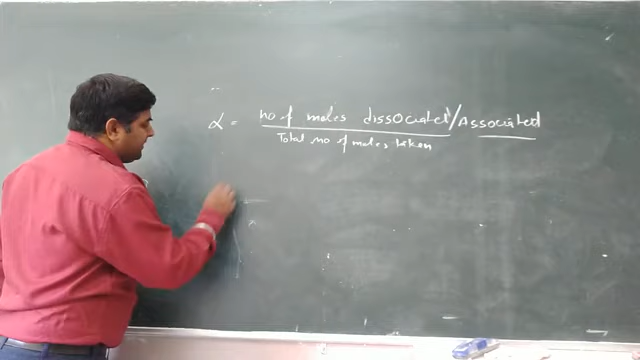 α = no of moles dissociated/Associated
Total no of moles taken